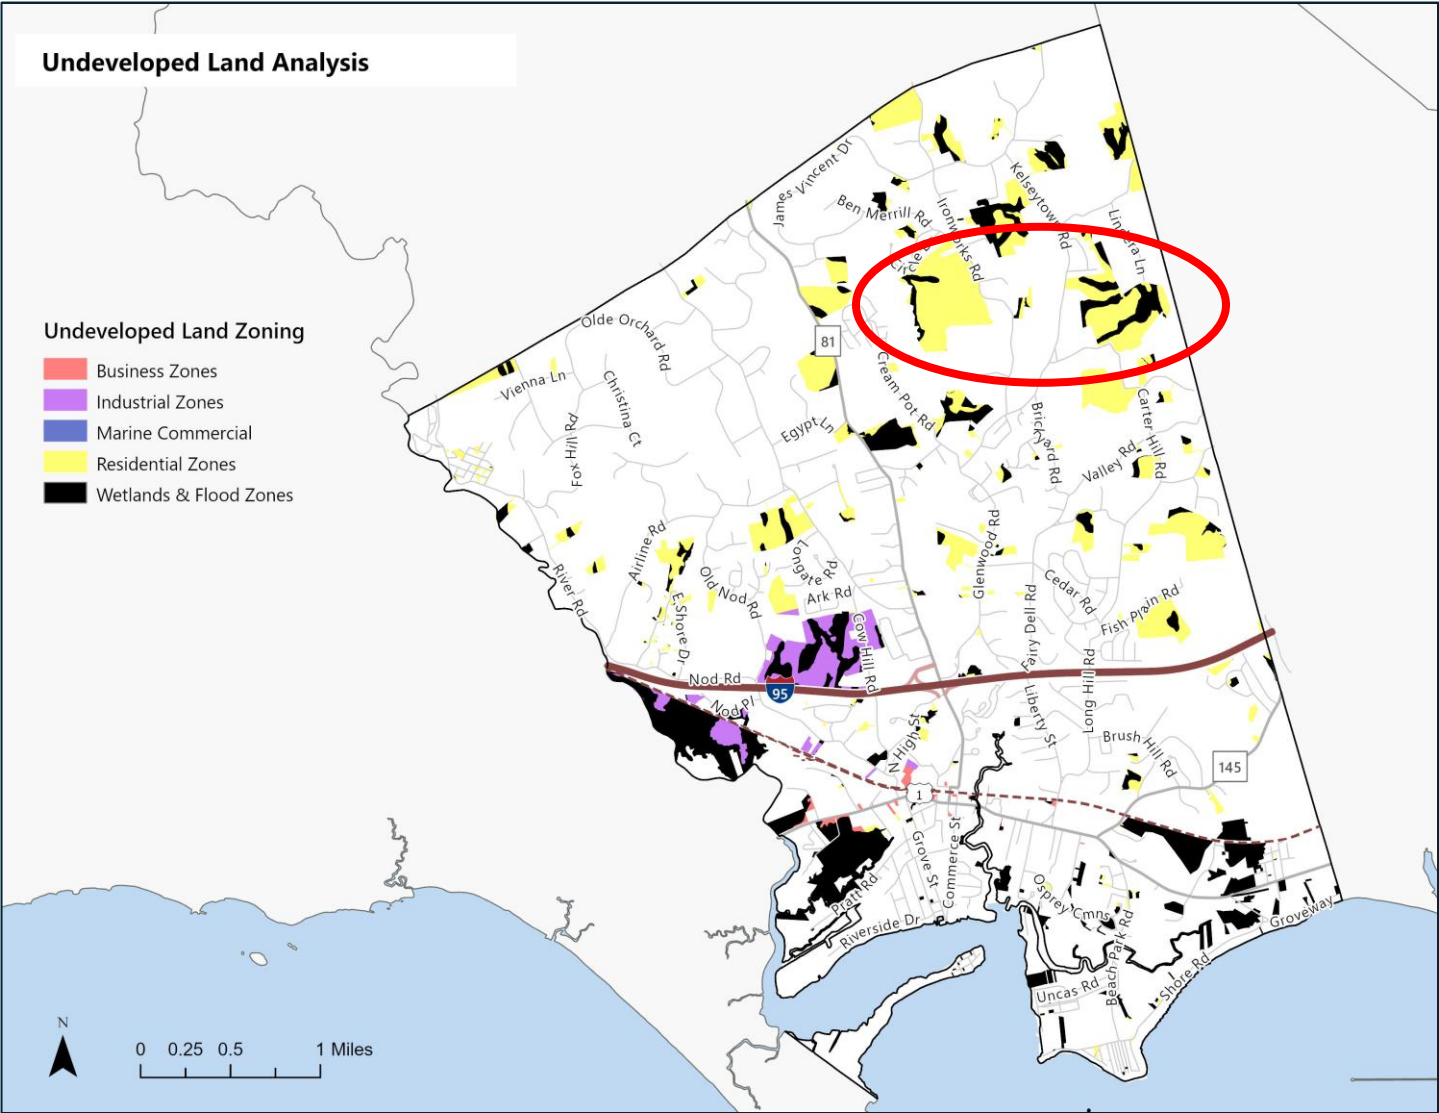 Undeveloped Land Analysis
James Vincent Dr
Kelseytown Rd
Ben Merrill Rd
Ironworks Rd
Lindera Ln
Olde Orchard Rd
Undeveloped Land Zoning
Business Zones
Industrial Zones
Marine Commercial
Residential Zones
Wetlands & Flood Zones
81
Vienna Ln
Christina Ct
Cream Pot Rd
Fox Hill Rd
Egypt Ln
Brickyard Rd
Carter Hill Rd
Valley Rd
Airline Rd
Longate Rd
Glenwood Rd
River Rd
Old Nod Rd
Ark Rd
Cedar Rd
E Shore Dr
Cow Hill Rd
Fairy Dell Rd
Fish Plain Rd
Nod Rd
95
Long Hill Rd
Nod Pl
Liberty St
N High St
Brush Hill Rd
145
1
Grove St
Commerce St
Pratt Rd
Osprey Cmns
Riverside Dr
Beach Park Rd
Groveway
Shore Rd
Uncas Rd
N
0 0.25 0.5 1 Miles